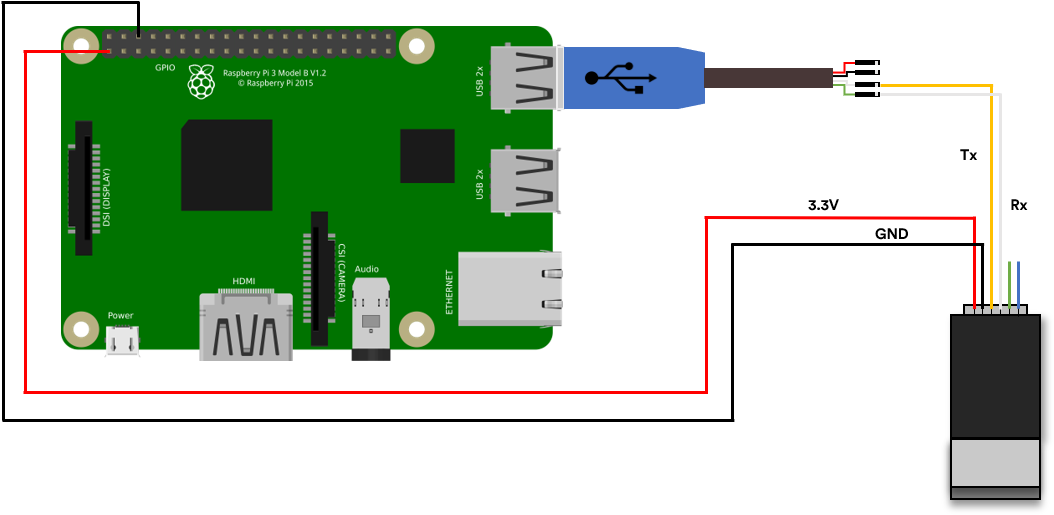 GPIO
Raspberry Pi 3 Model B V1.2
© Raspberry Pi 2015
USB 2x
DSI (DISPLAY)
USB 2x
Tx
Rx
3.3V
GND
CSI (CAMERA)
Audio
ETHERNET
HDMI
Power